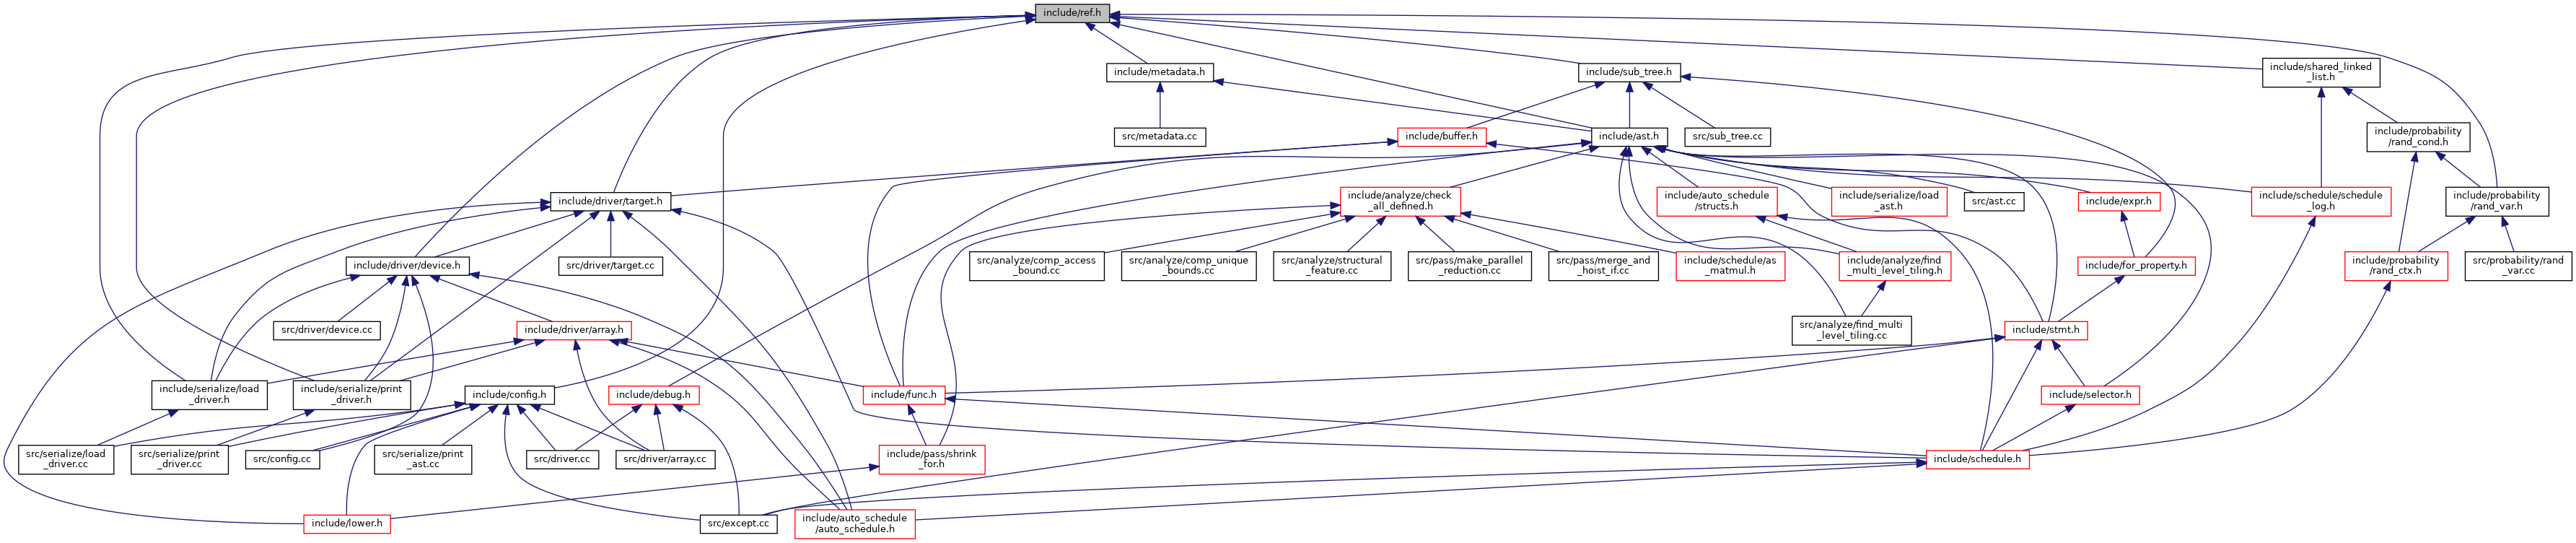 include/ref.h
include/metadata.h
include/sub_tree.h
include/shared_linked
_list.h
src/metadata.cc
include/buffer.h
include/ast.h
src/sub_tree.cc
include/probability
/rand_cond.h
include/driver/target.h
include/analyze/check
_all_defined.h
include/auto_schedule
/structs.h
include/serialize/load
_ast.h
src/ast.cc
include/expr.h
include/schedule/schedule
_log.h
include/probability
/rand_var.h
include/driver/device.h
src/driver/target.cc
src/analyze/comp_access
_bound.cc
src/analyze/comp_unique
_bounds.cc
src/analyze/structural
_feature.cc
src/pass/make_parallel
_reduction.cc
src/pass/merge_and
_hoist_if.cc
include/schedule/as
_matmul.h
include/analyze/find
_multi_level_tiling.h
include/for_property.h
include/probability
/rand_ctx.h
src/probability/rand
_var.cc
src/driver/device.cc
include/driver/array.h
src/analyze/find_multi
_level_tiling.cc
include/stmt.h
include/serialize/load
_driver.h
include/serialize/print
_driver.h
include/config.h
include/debug.h
include/func.h
include/selector.h
src/serialize/load
_driver.cc
src/serialize/print
_driver.cc
src/config.cc
src/serialize/print
_ast.cc
src/driver.cc
src/driver/array.cc
include/pass/shrink
_for.h
include/schedule.h
include/lower.h
src/except.cc
include/auto_schedule
/auto_schedule.h